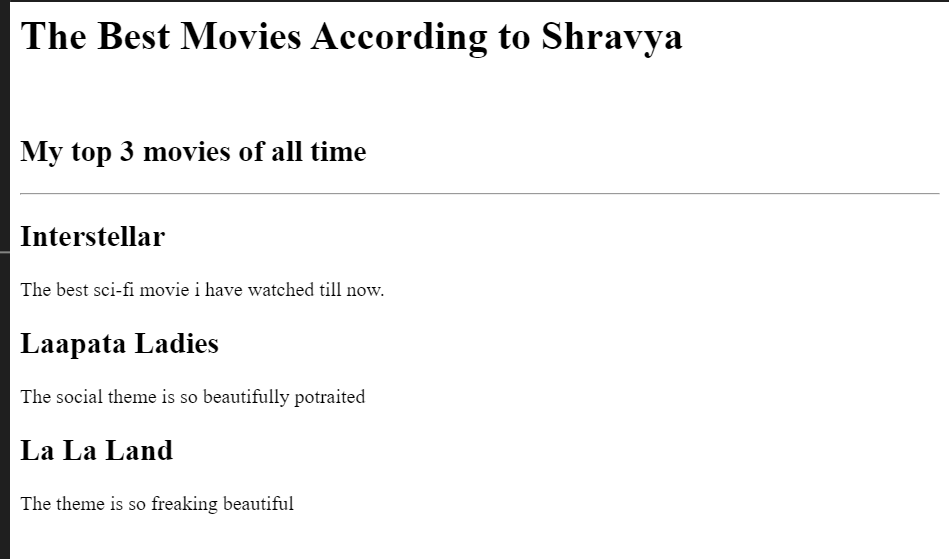 The Best Movies According to Shravya
My top 3 movies of all time
Interstellar
The best sci-fi movie i have watched till now.
Laapata Ladies
The social theme is so beautifully potraited
La La Land
The theme is so freaking beautiful